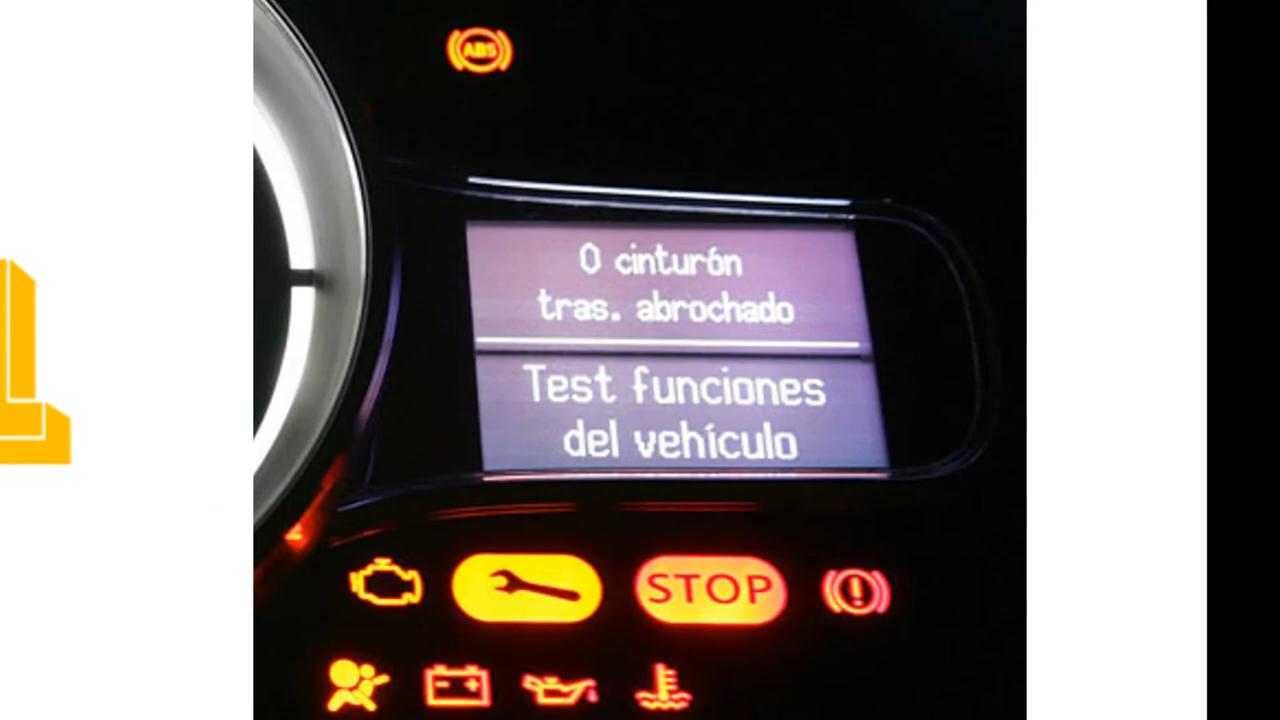 ABS
0 cinturón
tras. abrochado
Test funciones
del vehículo
STOP